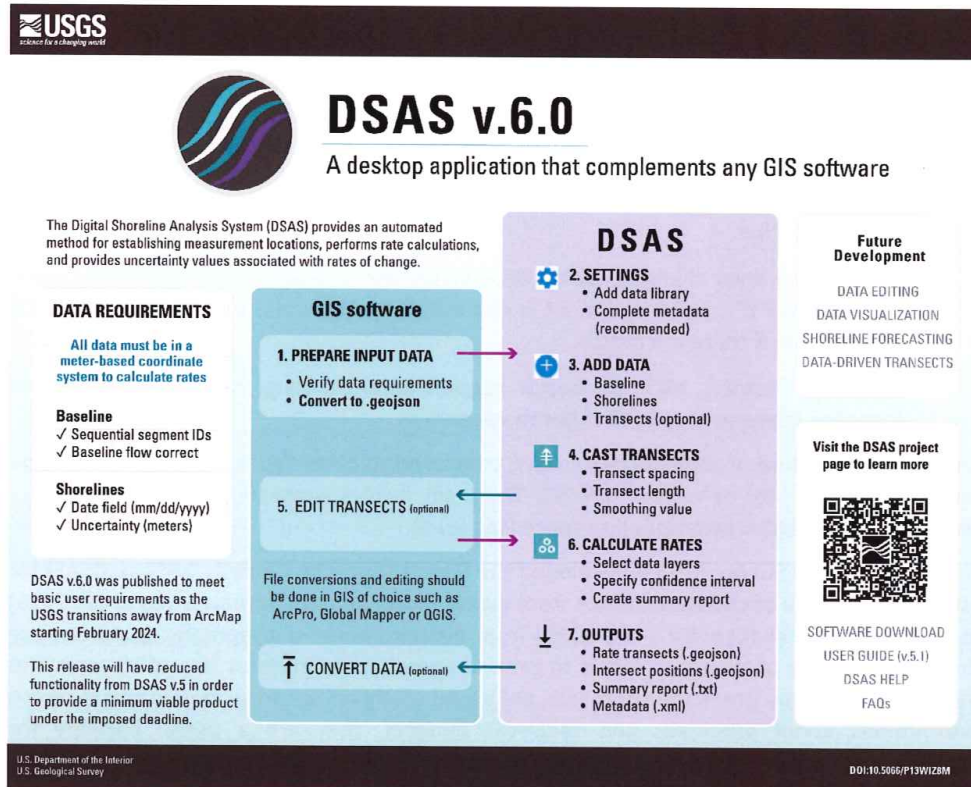 USGS
science for a changing world
DSAS v.6.0
A desktop application that complements any GIS software
The Digital Shoreline Analysis System (DSAS) provides an automated
method for establishing measurement locations, performs rate calculations,
and provides uncertainty values associated with rates of change.
DATA REQUIREMENTS
All data must be in a
meter-based coordinate
system to calculate rates
Baseline
✓ Sequential segment IDs
✓ Baseline flow correct
Shorelines
✓ Date field (mm/dd/yyyy)
✓ Uncertainty (meters)
DSAS v.6.0 was published to meet
basic user requirements as the
USGS transitions away from ArcMap
starting February 2024.
This release will have reduced
functionality from DSAS v.5 in order
to provide a minimum viable product
under the imposed deadline.
GIS software
1. PREPARE INPUT DATA
• Verify data requirements
• Convert to .geojson
5. EDIT TRANSECTS (optional)
File conversions and editing should
be done in GIS of choice such as
ArcPro, Global Mapper or QGIS.
CONVERT DATA (optional)
DSAS
2. SETTINGS
• Add data library
• Complete metadata
(recommended)
3. ADD DATA
• Baseline
• Shorelines
• Transects (optional)
4. CAST TRANSECTS
• Transect spacing
• Transect length
• Smoothing value
6. CALCULATE RATES
• Select data layers
• Specify confidence interval
• Create summary report
7. OUTPUTS
• Rate transects (.geojson)
• Intersect positions (.geojson)
• Summary report (.txt)
• Metadata (.xml)
Future
Development
DATA EDITING
DATA VISUALIZATION
SHORELINE FORECASTING
DATA-DRIVEN TRANSECTS
Visit the DSAS project
page to learn more
SOFTWARE DOWNLOAD
USER GUIDE (v.5.1)
DSAS HELP
FAQs
U.S. Department of the Interior
U.S. Geological Survey
DOI:10.5066/P13WIZ8M